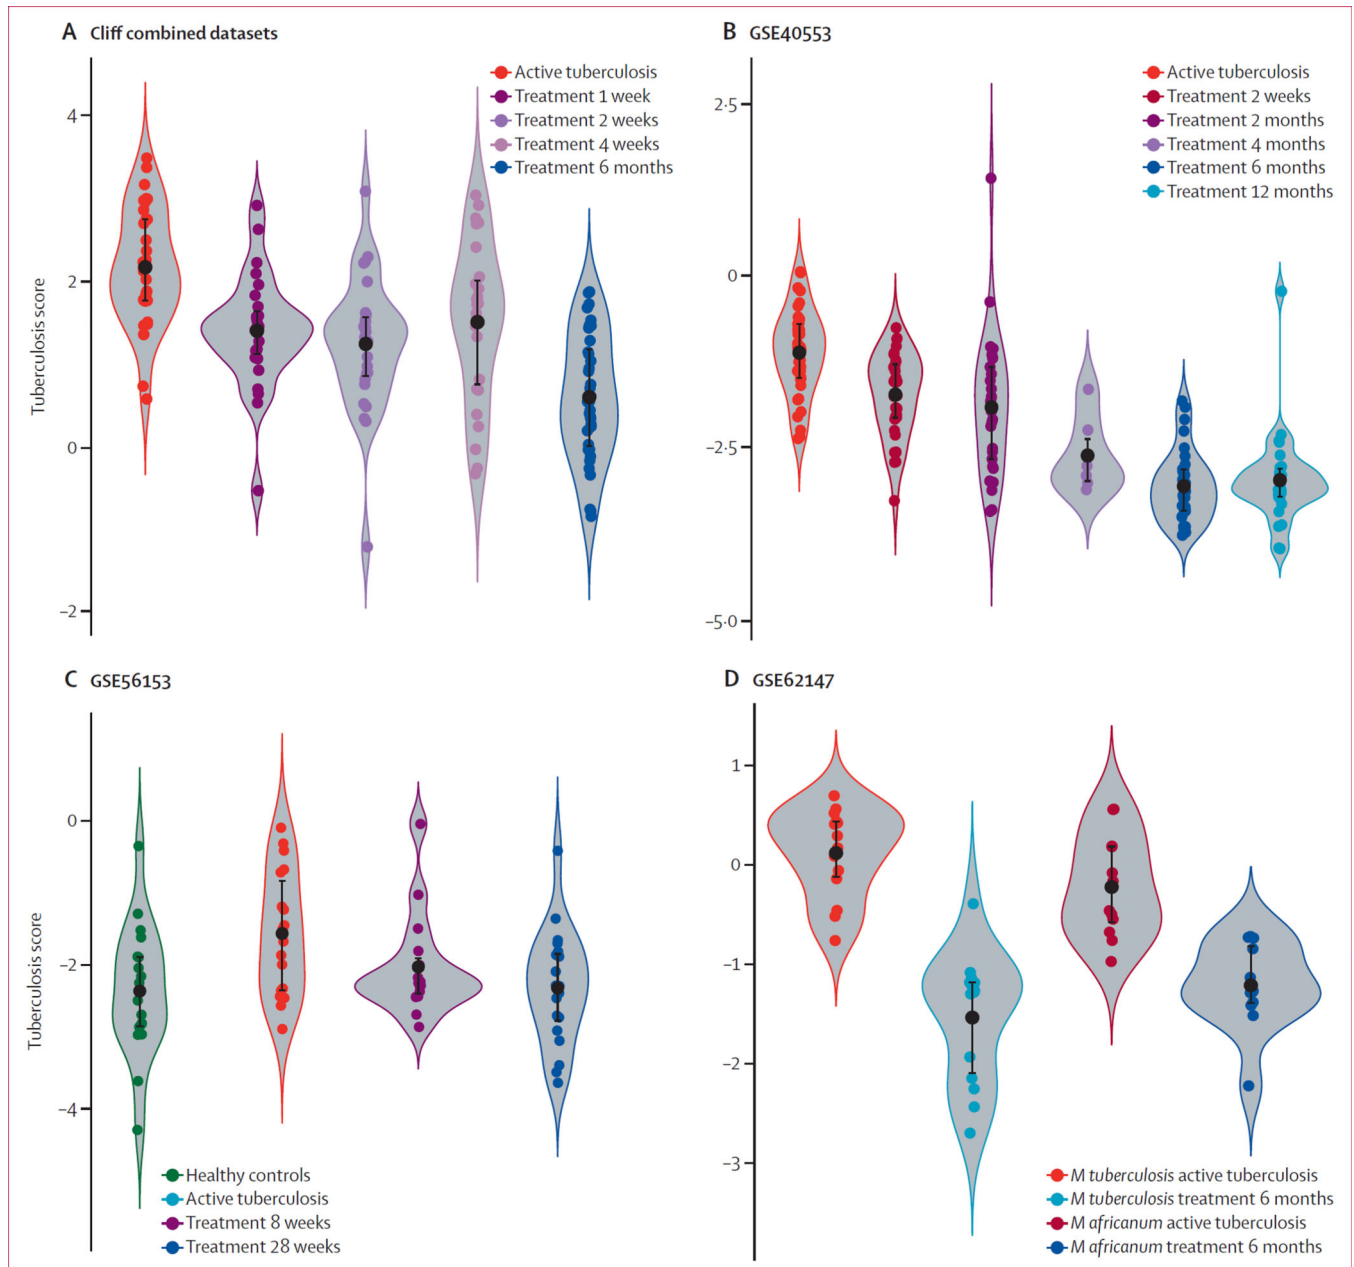 A Cliff combined datasets
Active tuberculosis
Treatment 1 week
Treatment 2 weeks
Treatment 4 weeks
Treatment 6 months
4
2
0
–2
Tuberculosis score
B GSE40553
Active tuberculosis
Treatment 2 weeks
Treatment 2 months
Treatment 4 months
Treatment 6 months
Treatment 12 months
2·5
0
–2·5
–5·0
C GSE56153
0
–2
–4
Tuberculosis score
Healthy controls
Active tuberculosis
Treatment 8 weeks
Treatment 28 weeks
D GSE62147
1
0
–1
–2
–3
M tuberculosis active tuberculosis
M tuberculosis treatment 6 months
M africanum active tuberculosis
M africanum treatment 6 months